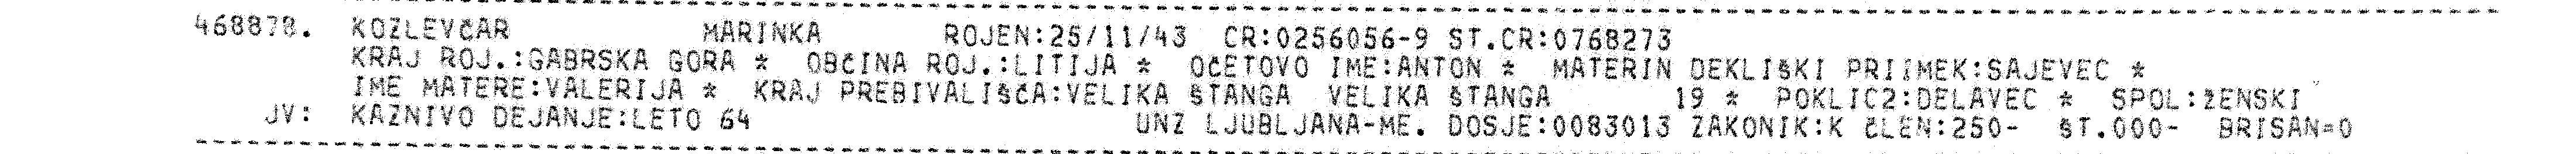 468878. KOZLEVČAR MARINKA ROJEN:25/11/43 CR:0256056-9 ST.CR:0768273
KRAJ ROJ.:GABRSKA GORA * OBČINA ROJ.:LITIJA * OČETOVO IME:ANTON * MATERIN DEKLIŠKI PRIIMEK:SAJEVEC *
IME MATERE:VALERIJA * KRAJ PREBIVALIŠČA:VELIKA ŠTANGA VELIKA ŠTANGA 19 * POKLIC2:DELAVEC * SPOL:ŽENSKI
JV: KAZNIVO DEJANJE:LETO 64 UNZ LJUBLJANA-ME. DOSJE:0083013 ZAKONIK:K ČLEN:250- ŠT.000- BRISAN=0